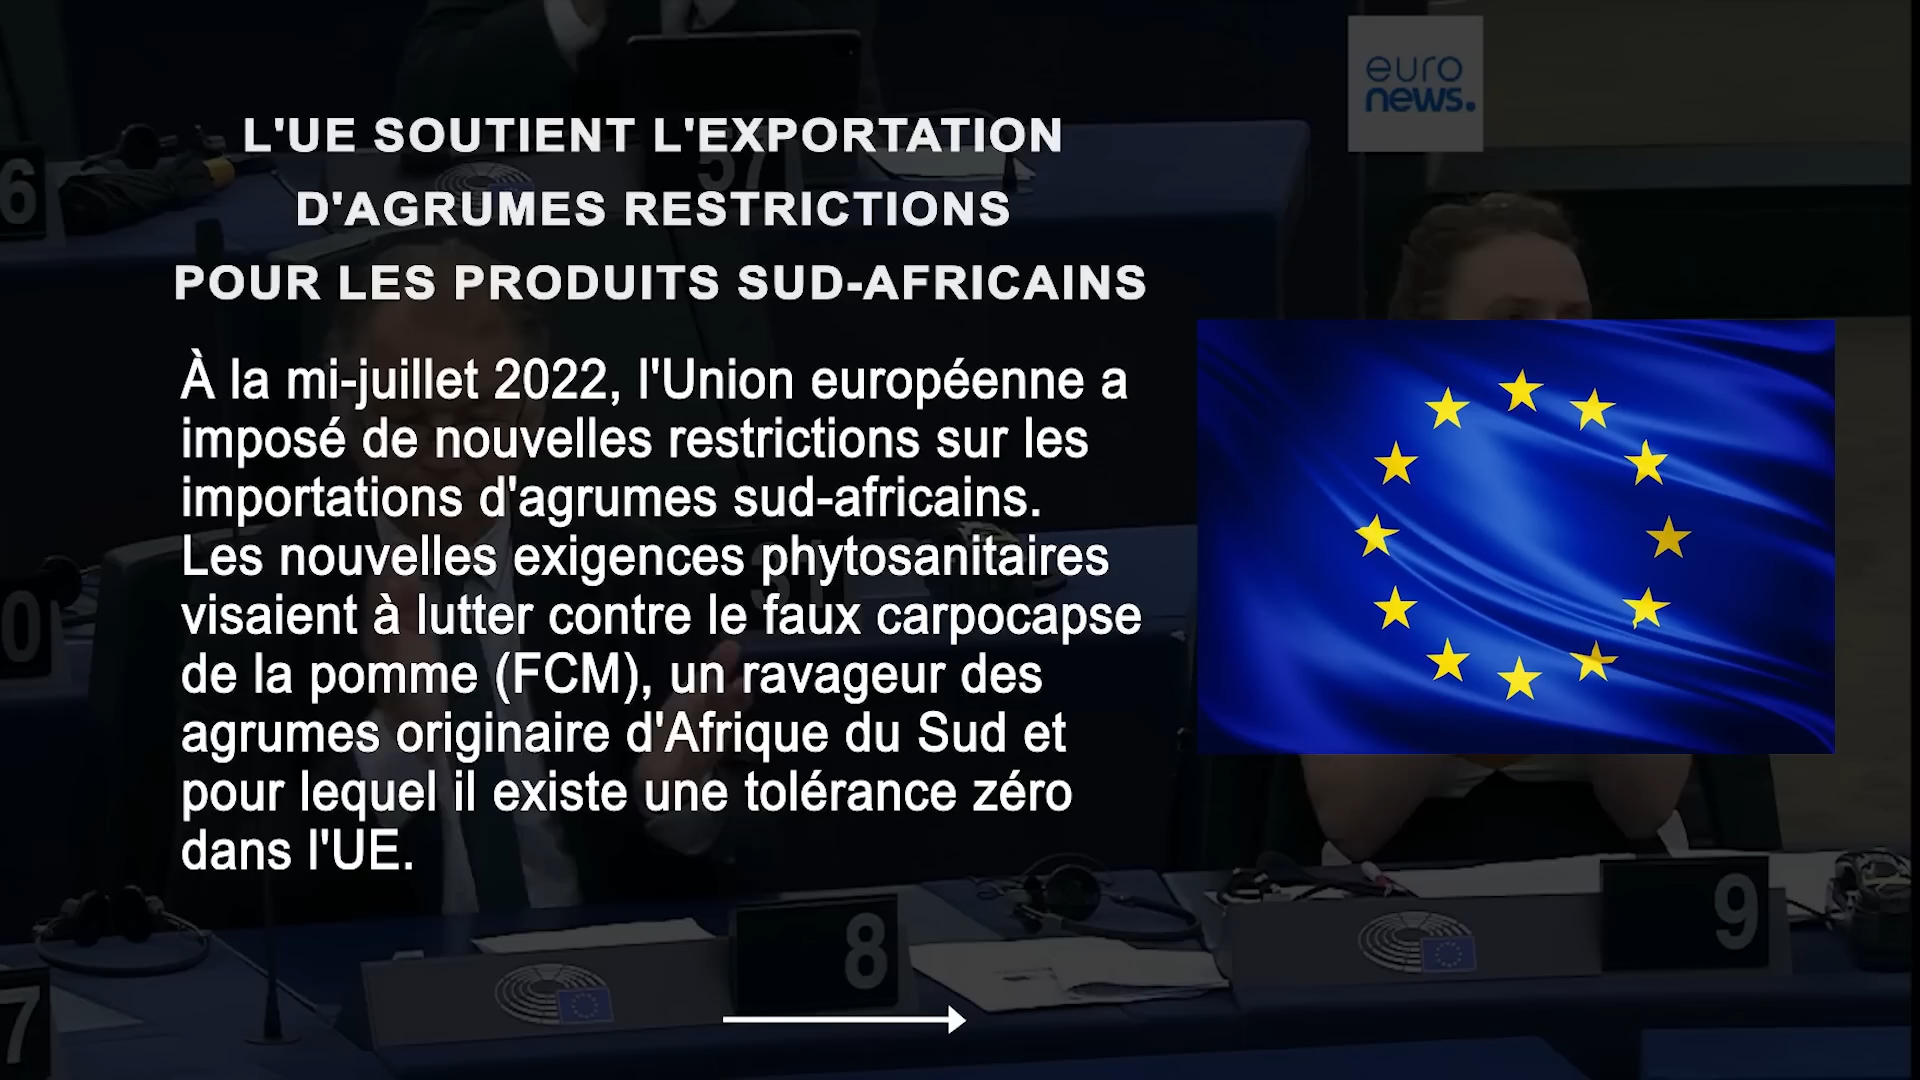 euro
news.
L'UE SOUTIENT L'EXPORTATION
D'AGRUMES RESTRICTIONS
POUR LES PRODUITS SUD-AFRICAINS
À la mi-juillet 2022, l'Union européenne a
imposé de nouvelles restrictions sur les
importations d'agrumes sud-africains.
Les nouvelles exigences phytosanitaires
visaient à lutter contre le faux carpocapse
de la pomme (FCM), un ravageur des
agrumes originaire d'Afrique du Sud et
pour lequel il existe une tolérance zéro
dans l'UE.
6
57
0
31
8
9
7